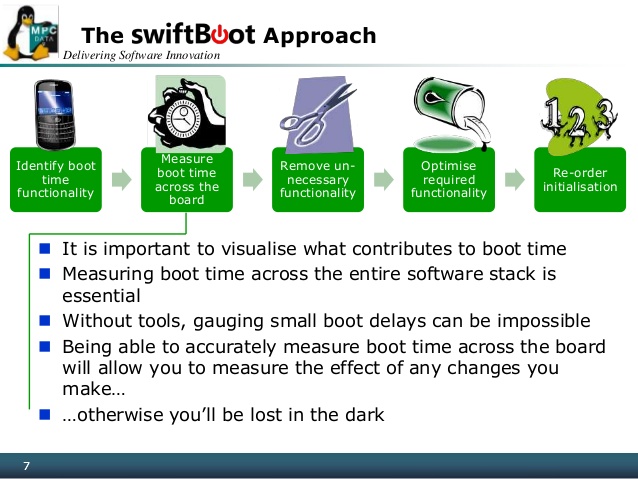 MPC
DATA
The swiftBoot Approach
Delivering Software Innovation
Identify boot
time
functionality
Measure
boot time
across the
board
Remove un-
necessary
functionality
Optimise
required
functionality
1 2 3
Re-order
initialisation
It is important to visualise what contributes to boot time
Measuring boot time across the entire software stack is
essential
Without tools, gauging small boot delays can be impossible
Being able to accurately measure boot time across the board
will allow you to measure the effect of any changes you
make…
…otherwise you’ll be lost in the dark
7